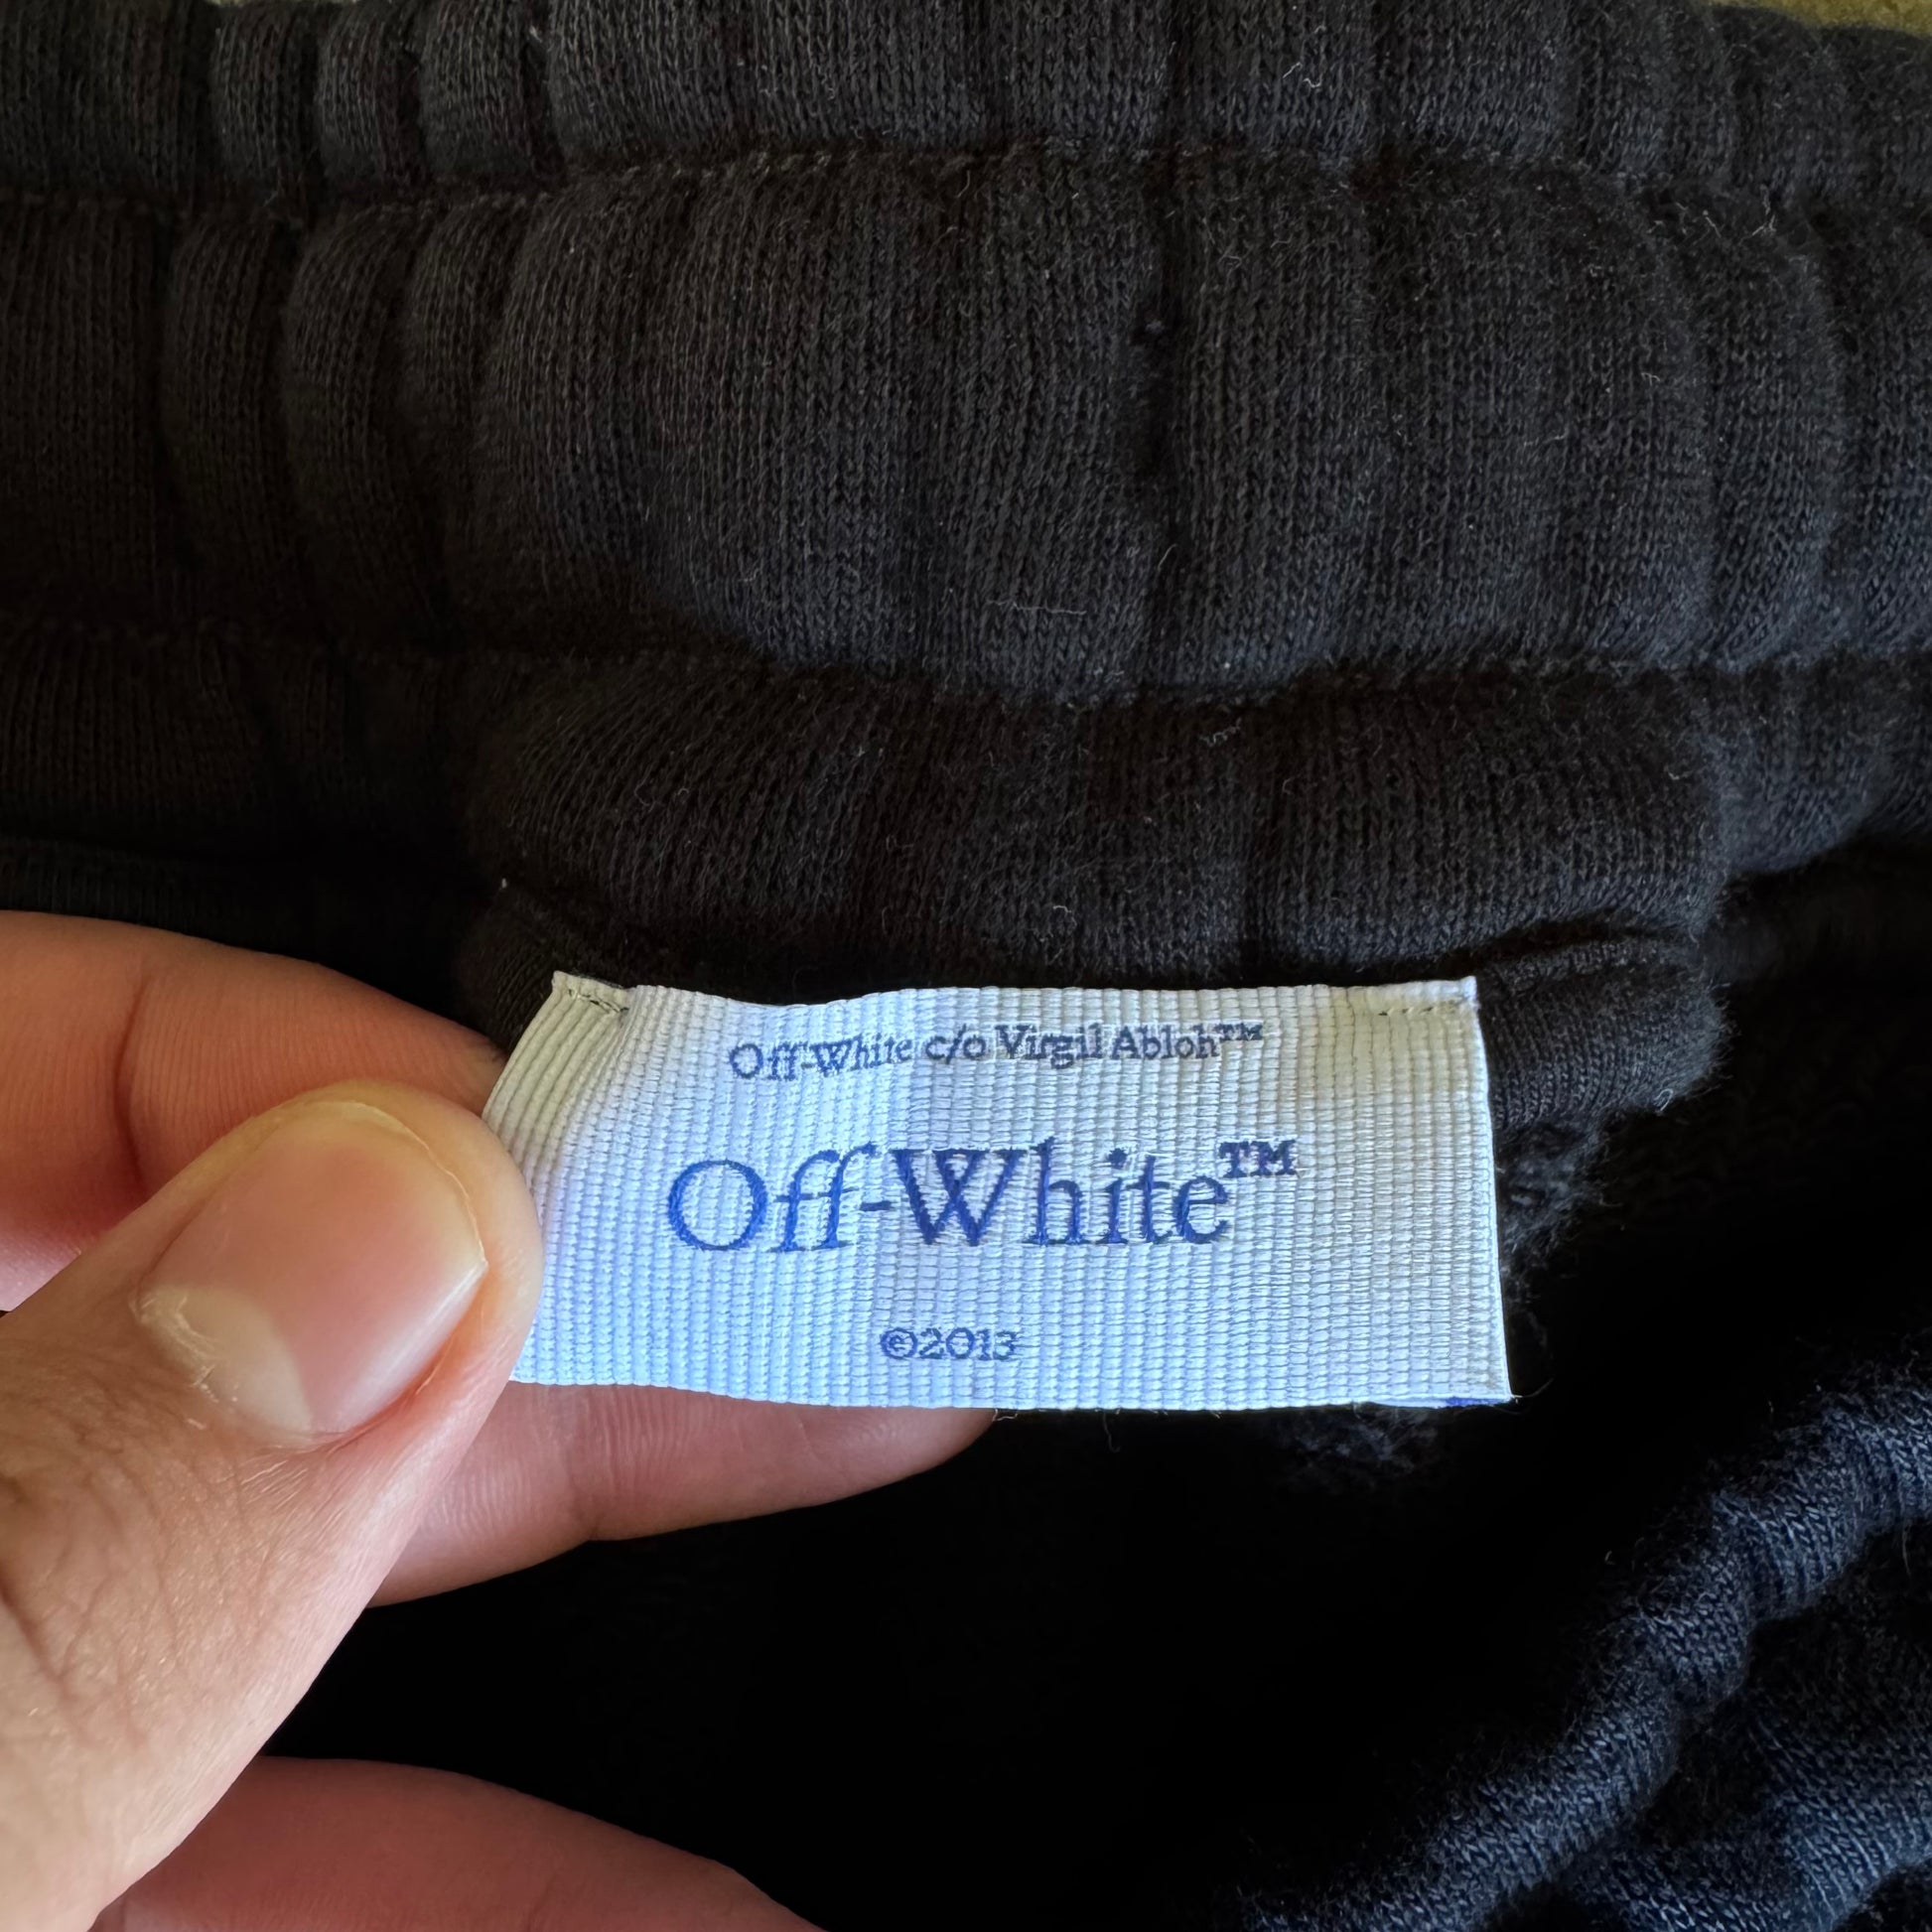 Off-White c/o Virgil Abloh™
Off-White™
©2013